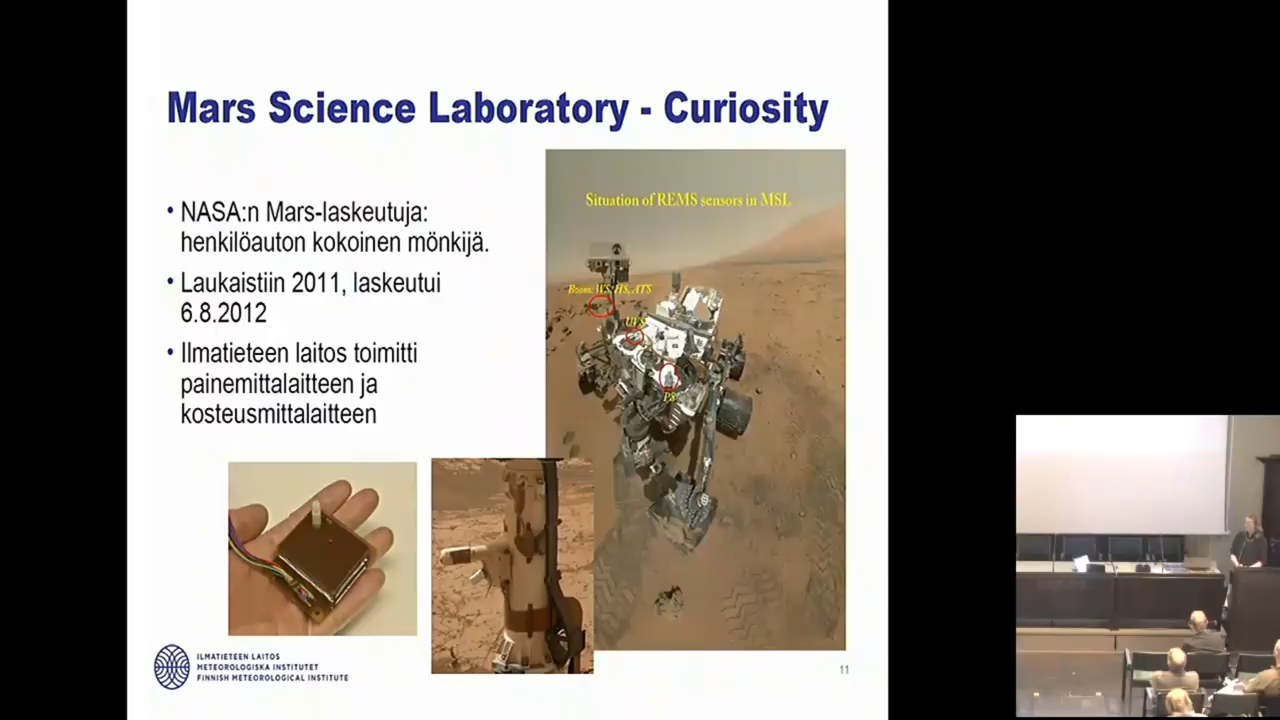 Mars Science Laboratory - Curiosity
• NASA:n Mars-laskeutuja:
henkilöauton kokoinen mönkijä.
• Laukaistiin 2011, laskeutui
6.8.2012
• Ilmatieteen laitos toimitti
painemittalaitteen ja
kosteusmittalaitteen
Situation of REMS sensors in MSL
Boom: WS, HS, ATS
UVS
PS
ILMATIETEEN LAITOS
METEOROLOGISKA INSTITUTET
FINNISH METEOROLOGICAL INSTITUTE
11